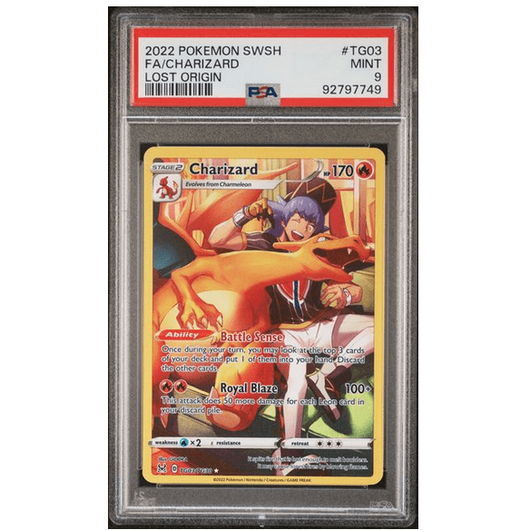 2022 POKEMON SWSH #TG03
FA/CHARIZARD MINT
LOST ORIGIN 9
PSA 92797749
STAGE 2
Charizard HP 170
Evolves from Charmeleon
Ability Battle Sense
Once during your turn, you may look at the top 3 cards
of your deck and put 1 of them into your hand. Discard
the other cards.
Royal Blaze 100+
This attack does 50 more damage for each Leon card in
your discard pile.
weakness ×2 resistance retreat
TG03/TG30
©2022 Pokémon / Nintendo / Creatures / GAME FREAK